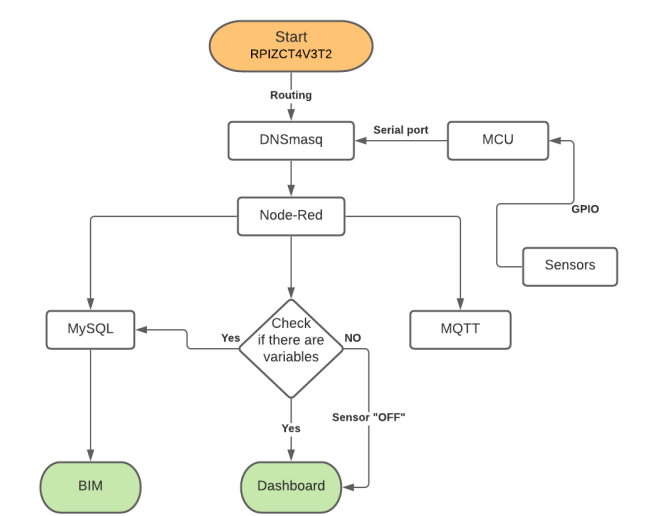 Start
RPIZCT4V3T2
Routing
DNSmasq
Serial port
MCU
GPIO
Node-Red
Sensors
MySQL
Yes
Check
if there are
variables
NO
MQTT
Sensor "OFF"
Yes
BIM
Dashboard